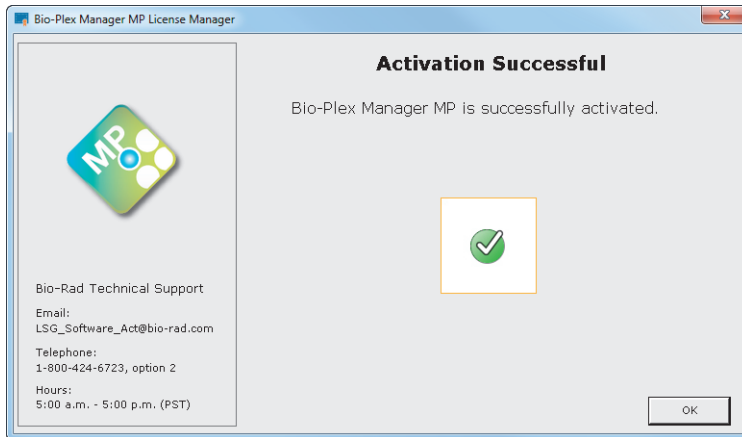 Bio-Plex Manager MP License Manager
Activation Successful
Bio-Plex Manager MP is successfully activated.
MP
Bio-Rad Technical Support
Email:
LSG_Software_Act@bio-rad.com
Telephone:
1-800-424-6723, option 2
Hours:
5:00 a.m. - 5:00 p.m. (PST)
OK